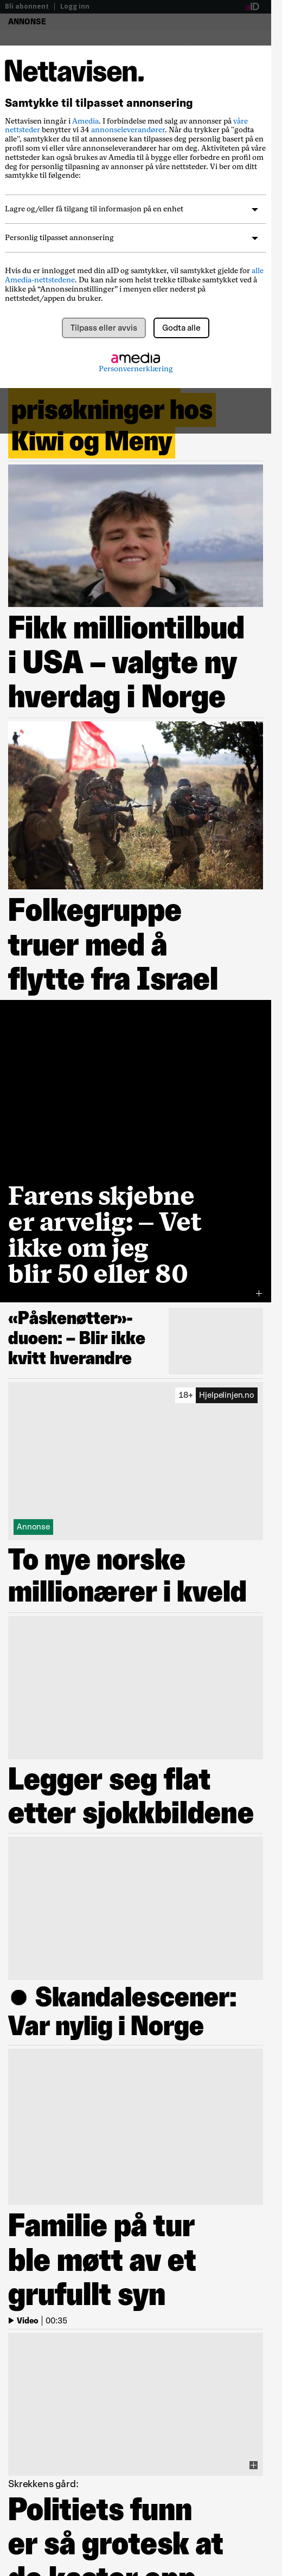 Bli abonnent | Logg inn
aID
ANNONSE
Nettavisen.
Samtykke til tilpasset annonsering
Nettavisen inngår i Amedia. I forbindelse med salg av annonser på våre
nettsteder benytter vi 34 annonseleverandører. Når du trykker på "godta
alle", samtykker du til at annonsene kan tilpasses deg personlig basert på en
profil som vi eller våre annonseleverandører har om deg. Aktiviteten på våre
nettsteder kan også brukes av Amedia til å bygge eller forbedre en profil om
deg for personlig tilpasning av annonser på våre nettsteder. Vi ber om ditt
samtykke til følgende:
Lagre og/eller få tilgang til informasjon på en enhet
Personlig tilpasset annonsering
Hvis du er innlogget med din aID og samtykker, vil samtykket gjelde for alle
Amedia-nettstedene. Du kan når som helst trekke tilbake samtykket ved å
klikke på “Annonseinnstillinger” i menyen eller nederst på
nettstedet/appen du bruker.
Tilpass eller avvis
Godta alle
amedia
Personvernerklæring
prisøkninger hos
Kiwi og Meny
Fikk milliontilbud
i USA – valgte ny
hverdag i Norge
Folkegruppe
truer med å
flytte fra Israel
Farens skjebne
er arvelig: – Vet
ikke om jeg
blir 50 eller 80
«Påskenøtter»-
duoen: – Blir ikke
kvitt hverandre
18+ Hjelpelinjen.no
Annonse
To nye norske
millionærer i kveld
Legger seg flat
etter sjokkbildene
● Skandalescener:
Var nylig i Norge
Familie på tur
ble møtt av et
grufullt syn
Video | 00:35
Skrekkens gård:
Politiets funn
er så grotesk at